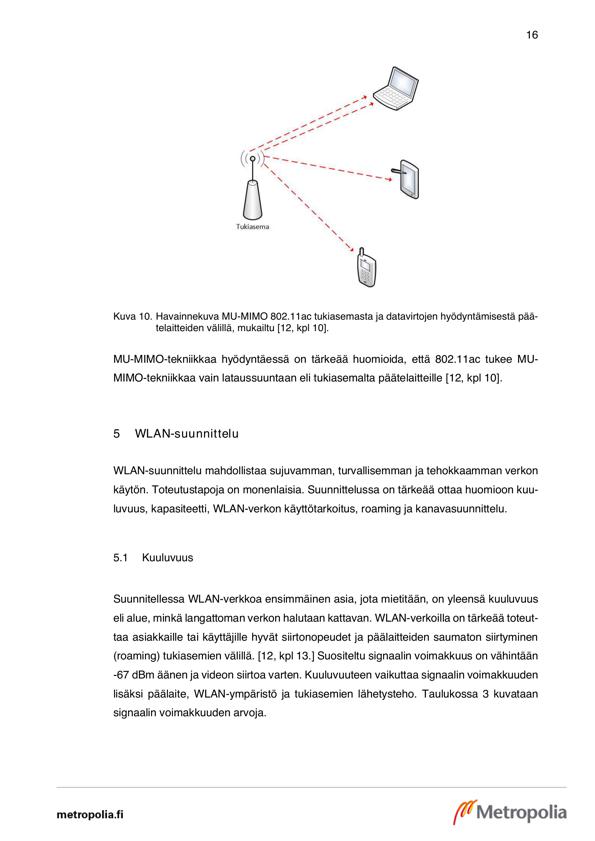 16
Tukiasema
Kuva 10. Havainnekuva MU-MIMO 802.11ac tukiasemasta ja datavirtojen hyödyntämisestä pää-
telaitteiden välillä, mukailtu [12, kpl 10].
MU-MIMO-tekniikkaa hyödyntäessä on tärkeää huomioida, että 802.11ac tukee MU-
MIMO-tekniikkaa vain lataussuuntaan eli tukiasemalta päätelaitteille [12, kpl 10].
5 WLAN-suunnittelu
WLAN-suunnittelu mahdollistaa sujuvamman, turvallisemman ja tehokkaamman verkon
käytön. Toteutustapoja on monenlaisia. Suunnittelussa on tärkeää ottaa huomioon kuu-
luvuus, kapasiteetti, WLAN-verkon käyttötarkoitus, roaming ja kanavasuunnittelu.
5.1 Kuuluvuus
Suunnitellessa WLAN-verkkoa ensimmäinen asia, jota mietitään, on yleensä kuuluvuus
eli alue, minkä langattoman verkon halutaan kattavan. WLAN-verkoilla on tärkeää toteut-
taa asiakkaille tai käyttäjille hyvät siirtonopeudet ja päälaitteiden saumaton siirtyminen
(roaming) tukiasemien välillä. [12, kpl 13.] Suositeltu signaalin voimakkuus on vähintään
-67 dBm äänen ja videon siirtoa varten. Kuuluvuuteen vaikuttaa signaalin voimakkuuden
lisäksi päälaite, WLAN-ympäristö ja tukiasemien lähetysteho. Taulukossa 3 kuvataan
signaalin voimakkuuden arvoja.
metropolia.fi
Metropolia